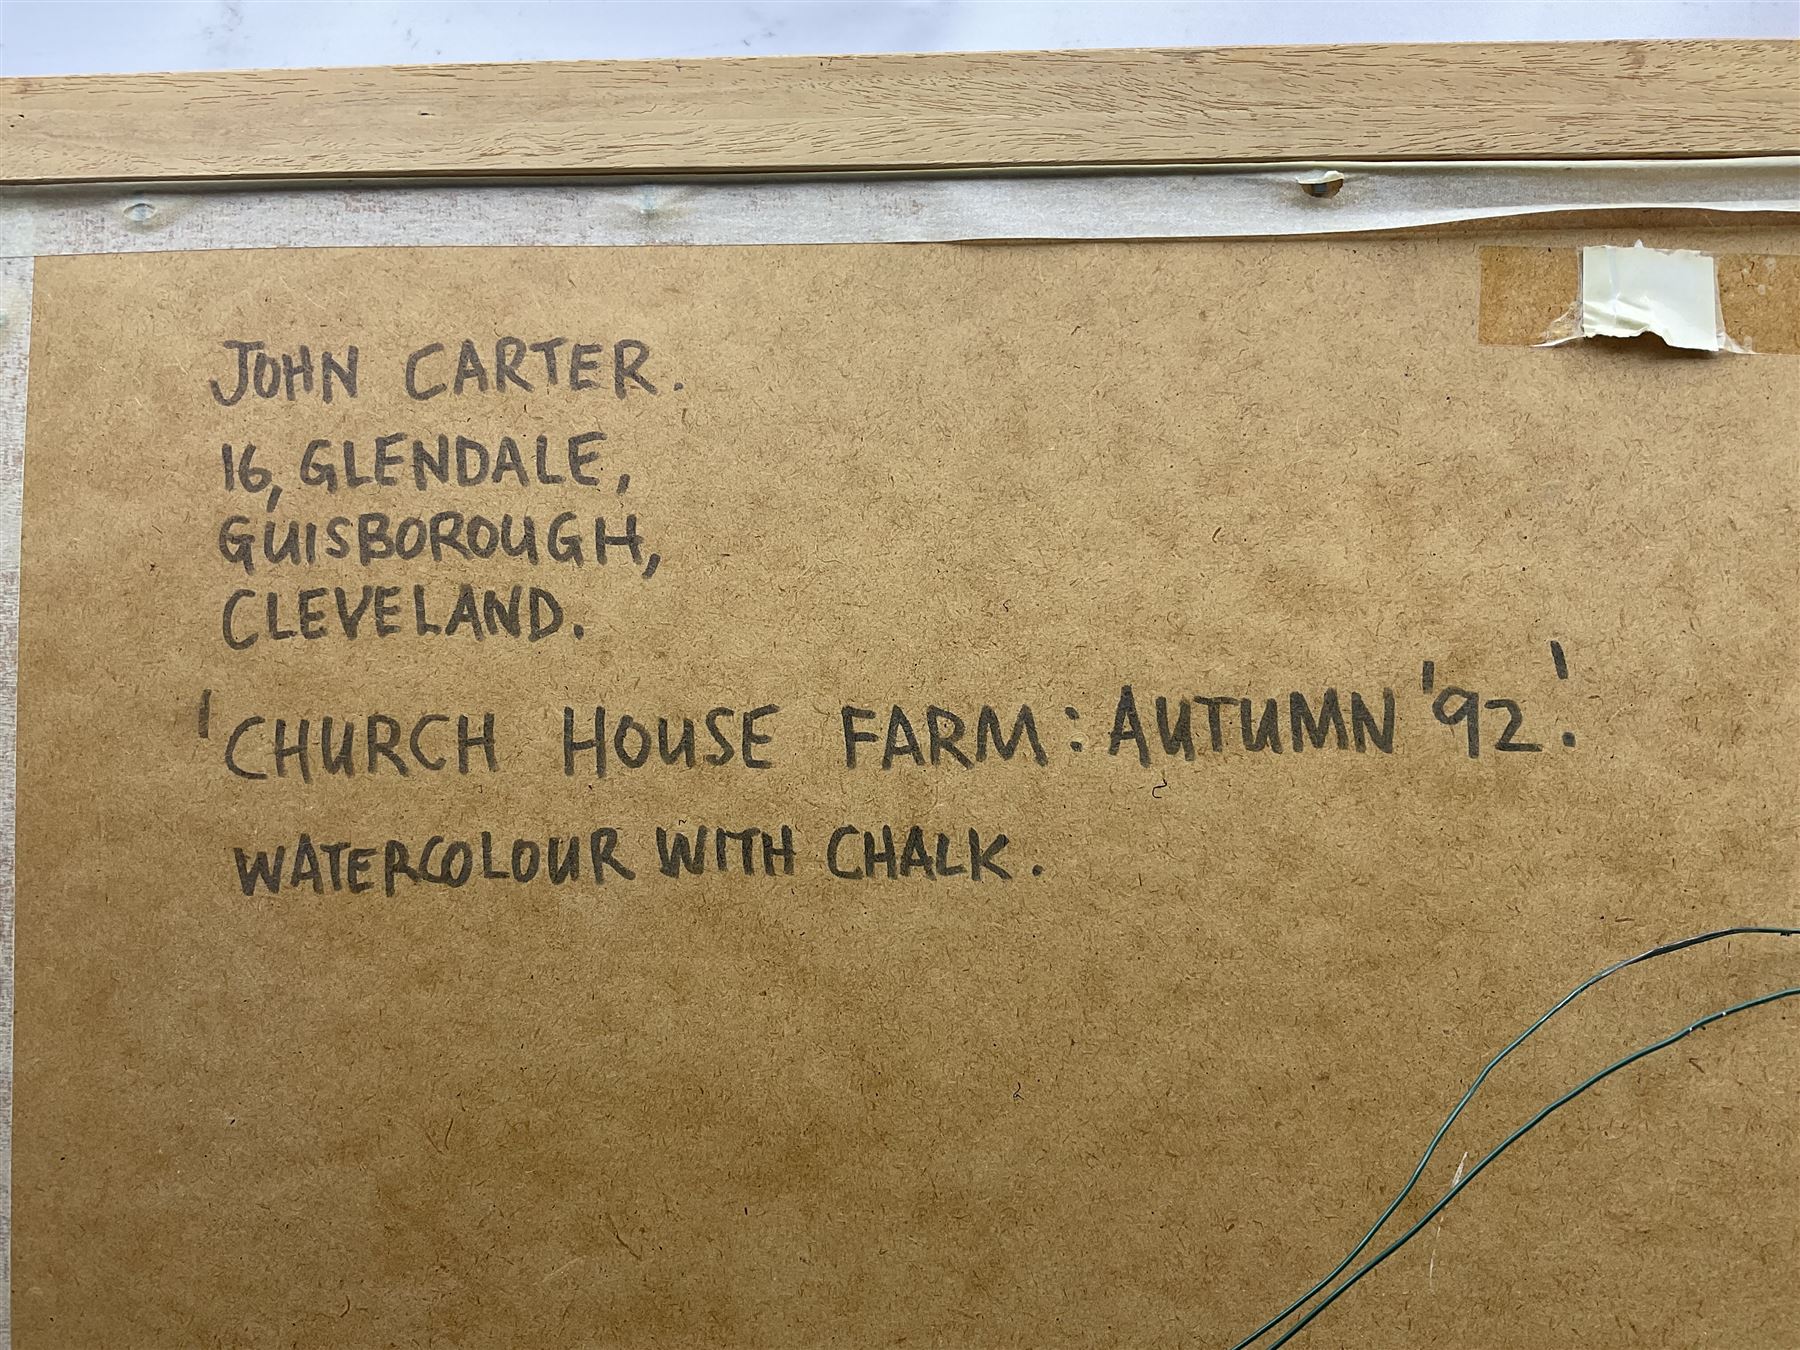 JOHN CARTER.
16, GLENDALE,
GUISBOROUGH,
CLEVELAND.
'CHURCH HOUSE FARM: AUTUMN '92.'
WATERCOLOUR WITH CHALK.